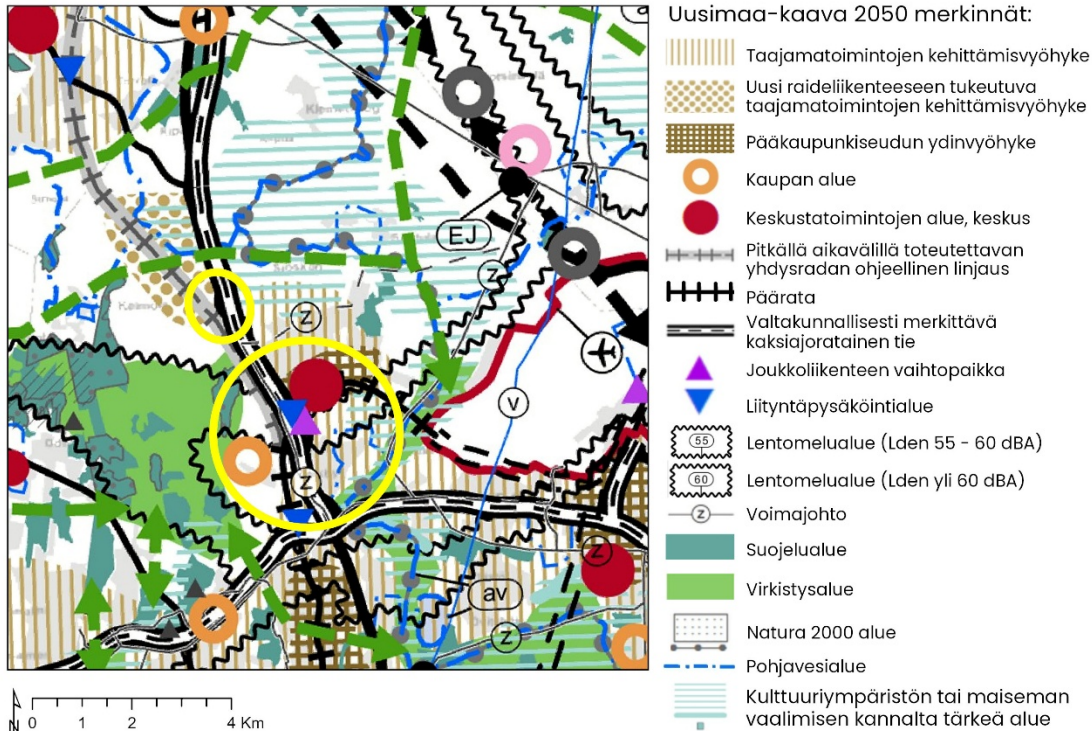 Uusimaa-kaava 2050 merkinnät:
Taajamatoimintojen kehittämisvyöhyke
Uusi raideliikenteeseen tukeutuva
taajamatoimintojen kehittämisvyöhyke
Pääkaupunkiseudun ydinvyöhyke
Kaupan alue
Keskustatoimintojen alue, keskus
Pitkällä aikavälillä toteutettavan
yhdysradan ohjeellinen linjaus
Päärata
Valtakunnallisesti merkittävä
kaksiajoratainen tie
Joukkoliikenteen vaihtopaikka
Liityntäpysäköintialue
55
Lentomelualue (Lden 55 - 60 dBA)
60
Lentomelualue (Lden yli 60 dBA)
z
Voimajohto
Suojelualue
Virkistysalue
Natura 2000 alue
Pohjavesialue
Kulttuuriympäristön tai maiseman
vaalimisen kannalta tärkeä alue
EJ
z
z
v
z
z
av
z
N 0 1 2 4 Km